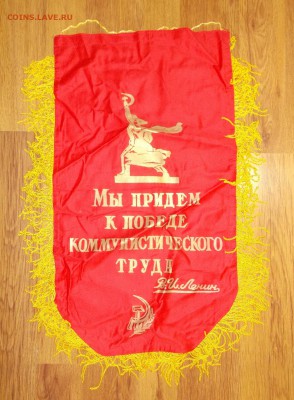 COINS.LAVE.RU
Мы придем
к победе
коммунистического
труда
В.И.Ленин.